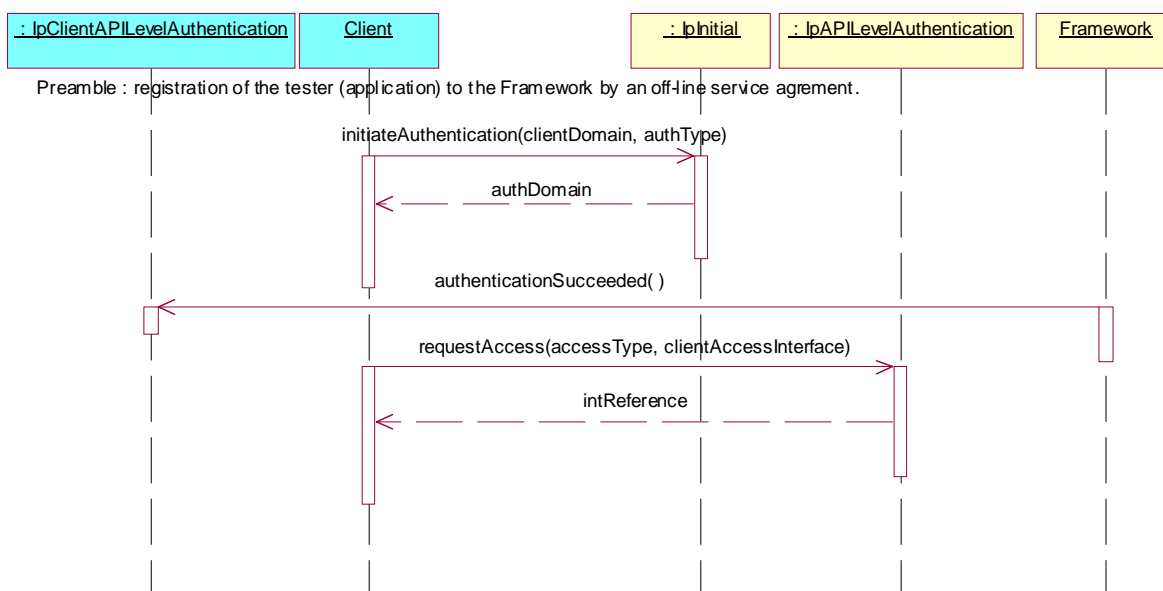 : IpClientAPILevelAuthentication
Client
: IpInitial
: IpAPILevelAuthentication
Framework
Preamble : registration of the tester (application) to the Framework by an off-line service agrement.
initiateAuthentication(clientDomain, authType)
authDomain
authenticationSucceeded( )
requestAccess(accessType, clientAccessInterface)
intReference